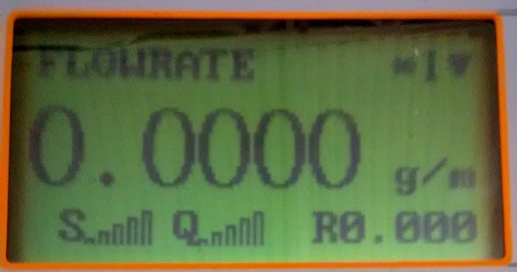 FLOWRATE *I▼
0.0000 g/m
S Q R0.000